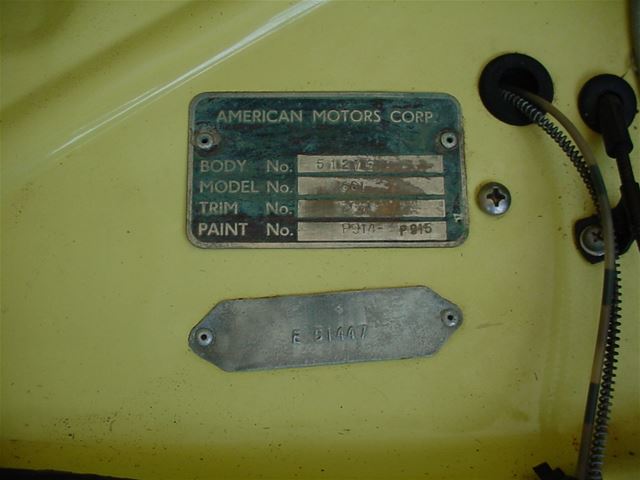 AMERICAN MOTORS CORP.
BODY No.
MODEL No.
TRIM No.
PAINT No. P914- P915
E 51447